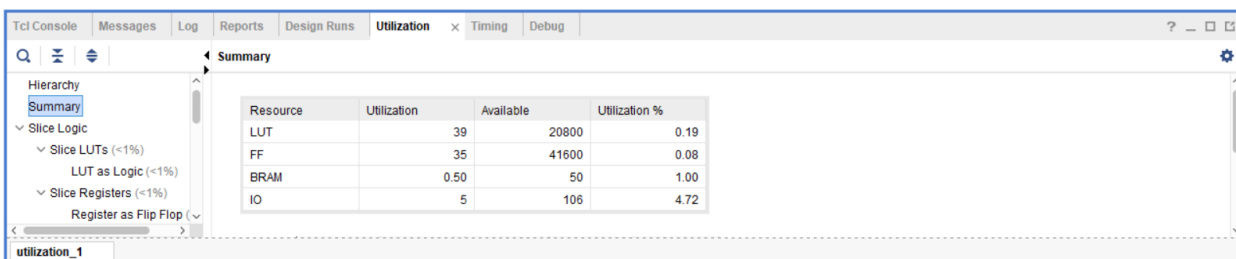 Tcl Console Messages Log Reports Design Runs Utilization × Timing Debug ?
Summary
Hierarchy
Summary
Slice Logic
Slice LUTs (<1%)
LUT as Logic (<1%)
Slice Registers (<1%)
Register as Flip Flop (
Resource Utilization Available Utilization %
LUT 39 20800 0.19
FF 35 41600 0.08
BRAM 0.50 50 1.00
IO 5 106 4.72
utilization_1